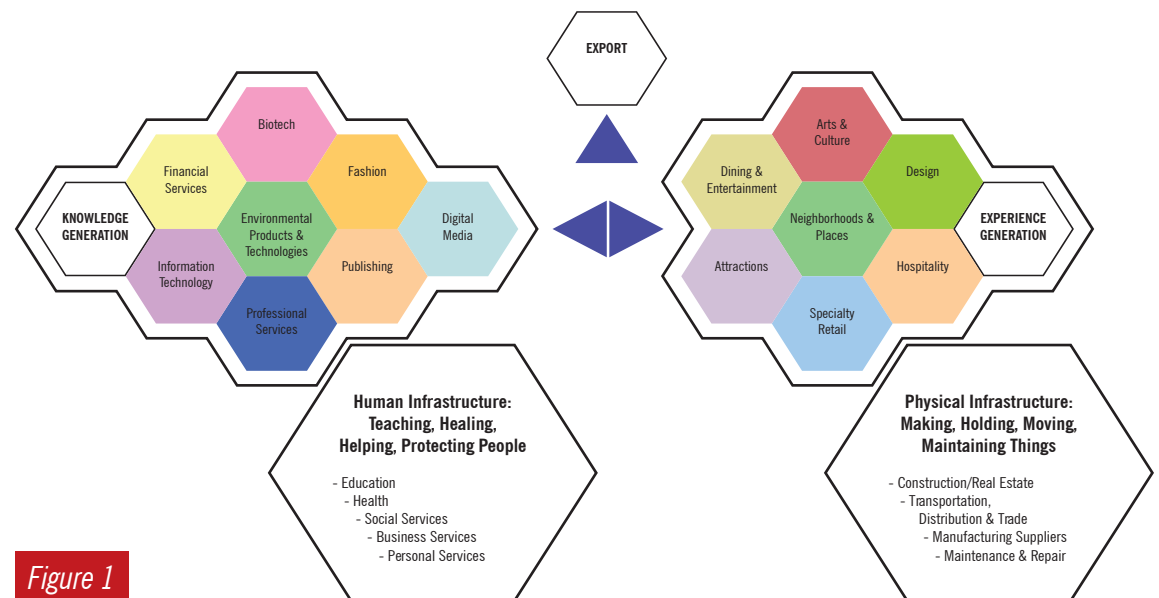 EXPORT
Biotech
Financial
Services
Fashion
KNOWLEDGE
GENERATION
Environmental
Products &
Technologies
Digital
Media
Information
Technology
Publishing
Professional
Services
Arts &
Culture
Dining &
Entertainment
Design
Neighborhoods &
Places
EXPERIENCE
GENERATION
Attractions
Hospitality
Specialty
Retail
Human Infrastructure:
Teaching, Healing,
Helping, Protecting People
- Education
- Health
- Social Services
- Business Services
- Personal Services
Physical Infrastructure:
Making, Holding, Moving,
Maintaining Things
- Construction/Real Estate
- Transportation,
Distribution & Trade
- Manufacturing Suppliers
- Maintenance & Repair
Figure 1